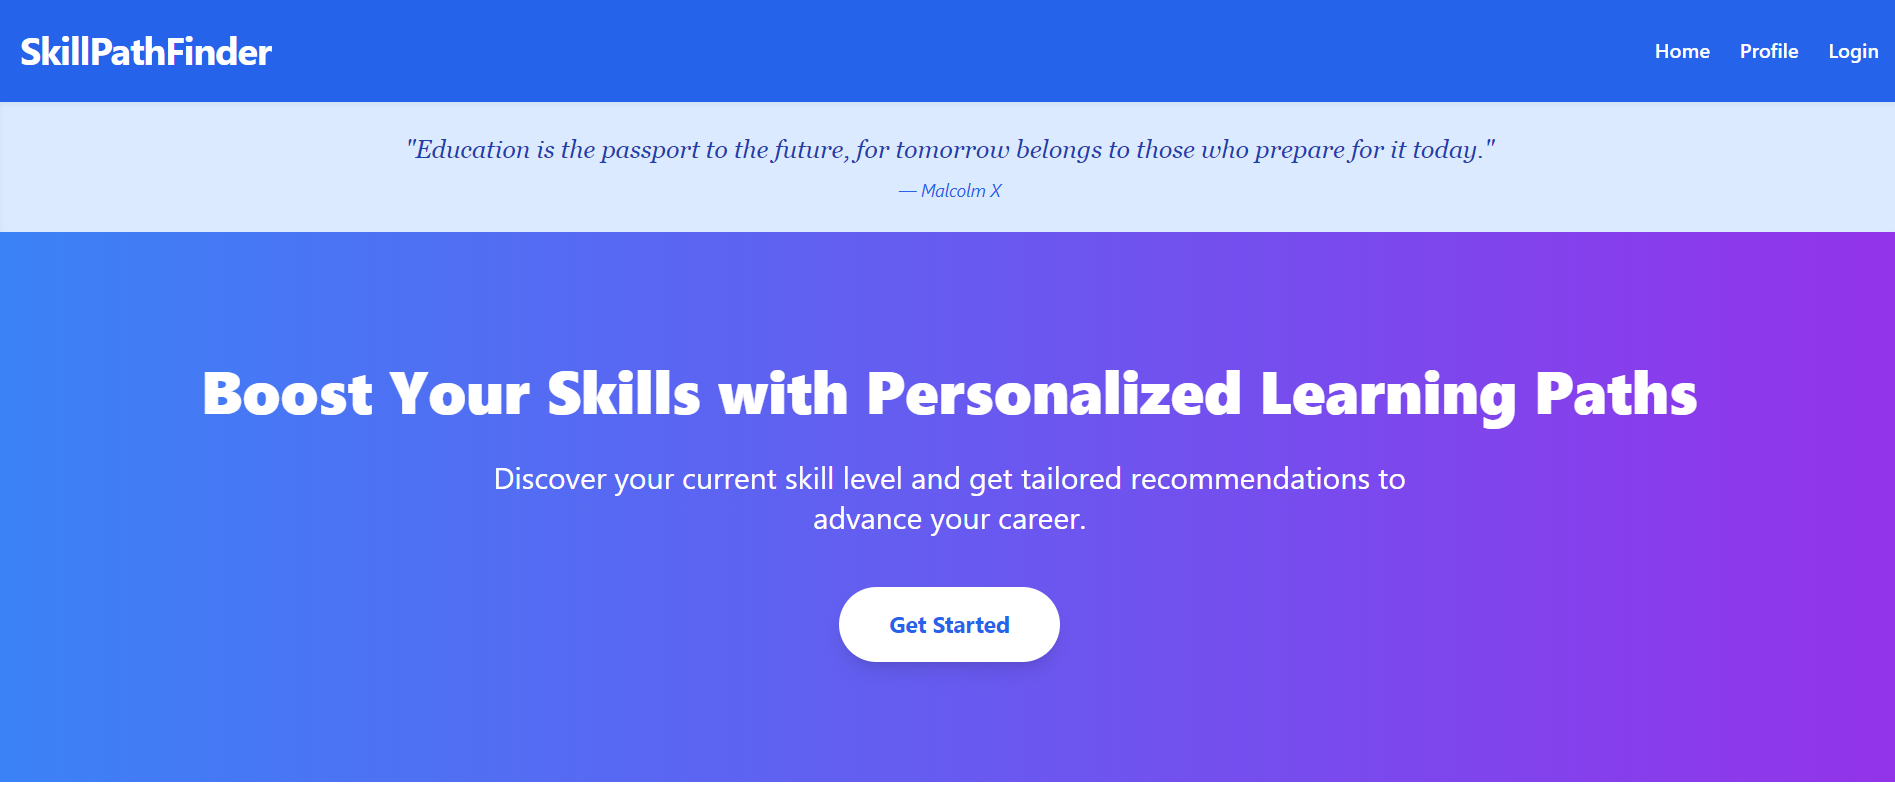 SkillPathFinder
Home Profile Login
"Education is the passport to the future, for tomorrow belongs to those who prepare for it today."
— Malcolm X
Boost Your Skills with Personalized Learning Paths
Discover your current skill level and get tailored recommendations to
advance your career.
Get Started